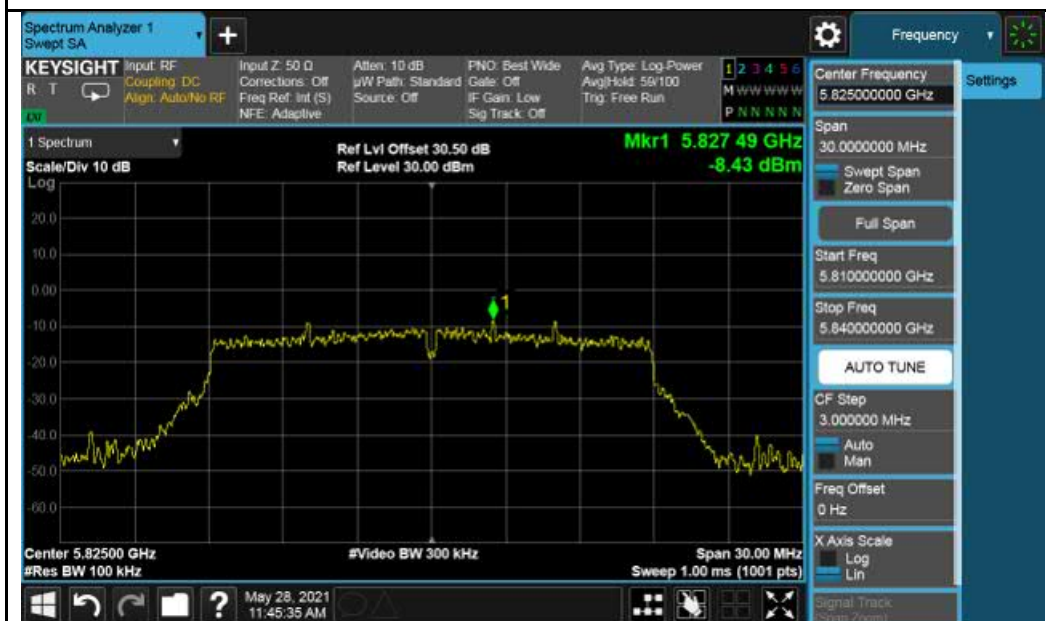 Spectrum Analyzer 1
Swept SA
+
Frequency
KEYSIGHT
R T
Input: RF
Coupling: DC
Align: Auto/No RF
Input Z: 50 Ω
Corrections: Off
Freq Ref: Int (S)
NFE: Adaptive
Atten: 10 dB
µW Path: Standard
Source: Off
PNO: Best Wide
Gate: Off
IF Gain: Low
Sig Track: Off
Avg Type: Log-Power
Avg|Hold: 59/100
Trig: Free Run
1 2 3 4 5 6
M W W W W W
P N N N N N
1 Spectrum
Scale/Div 10 dB
Log
Ref Lvl Offset 30.50 dB
Ref Level 30.00 dBm
Mkr1 5.827 49 GHz
-8.43 dBm
20.0
10.0
0.00
-10.0
-20.0
-30.0
-40.0
-50.0
-60.0
1
Center 5.82500 GHz
#Res BW 100 kHz
#Video BW 300 kHz
Span 30.00 MHz
Sweep 1.00 ms (1001 pts)
Center Frequency
5.825000000 GHz
Settings
Span
30.0000000 MHz
Swept Span
Zero Span
Full Span
Start Freq
5.810000000 GHz
Stop Freq
5.840000000 GHz
AUTO TUNE
CF Step
3.000000 MHz
Auto
Man
Freq Offset
0 Hz
X Axis Scale
Log
Lin
Signal Track
(Span Zoom)
?
May 28, 2021
11:45:35 AM